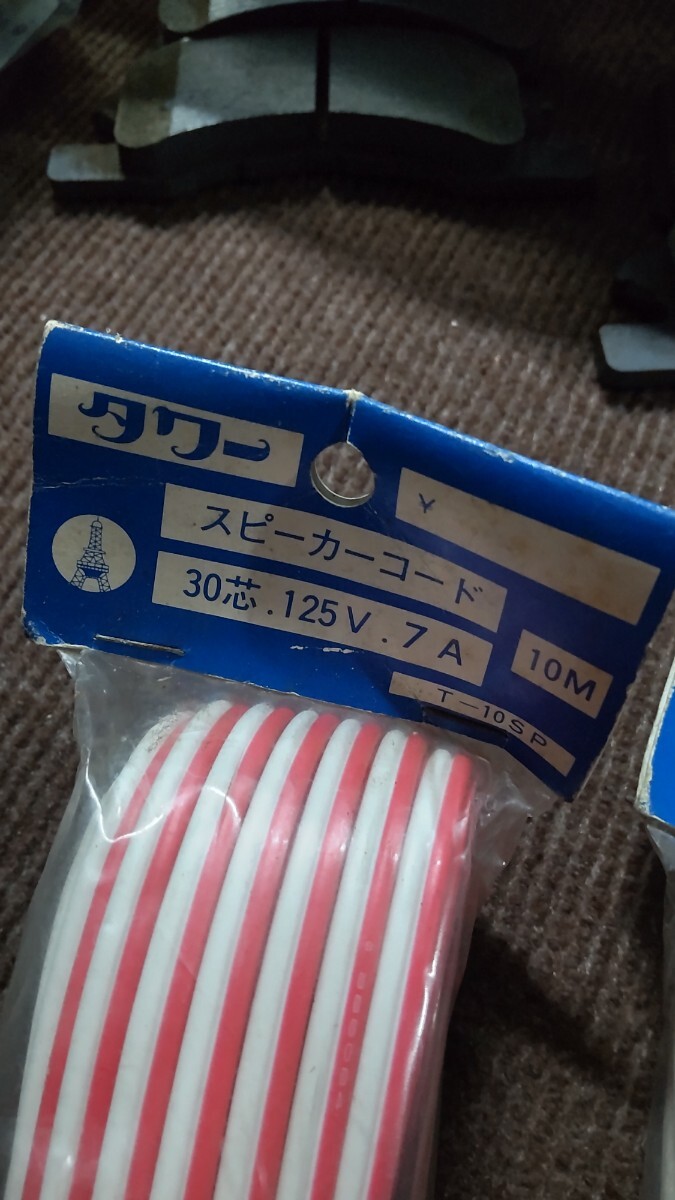 タワー
¥
スピーカーコード
30芯.125V.7A
10M
T-10SP